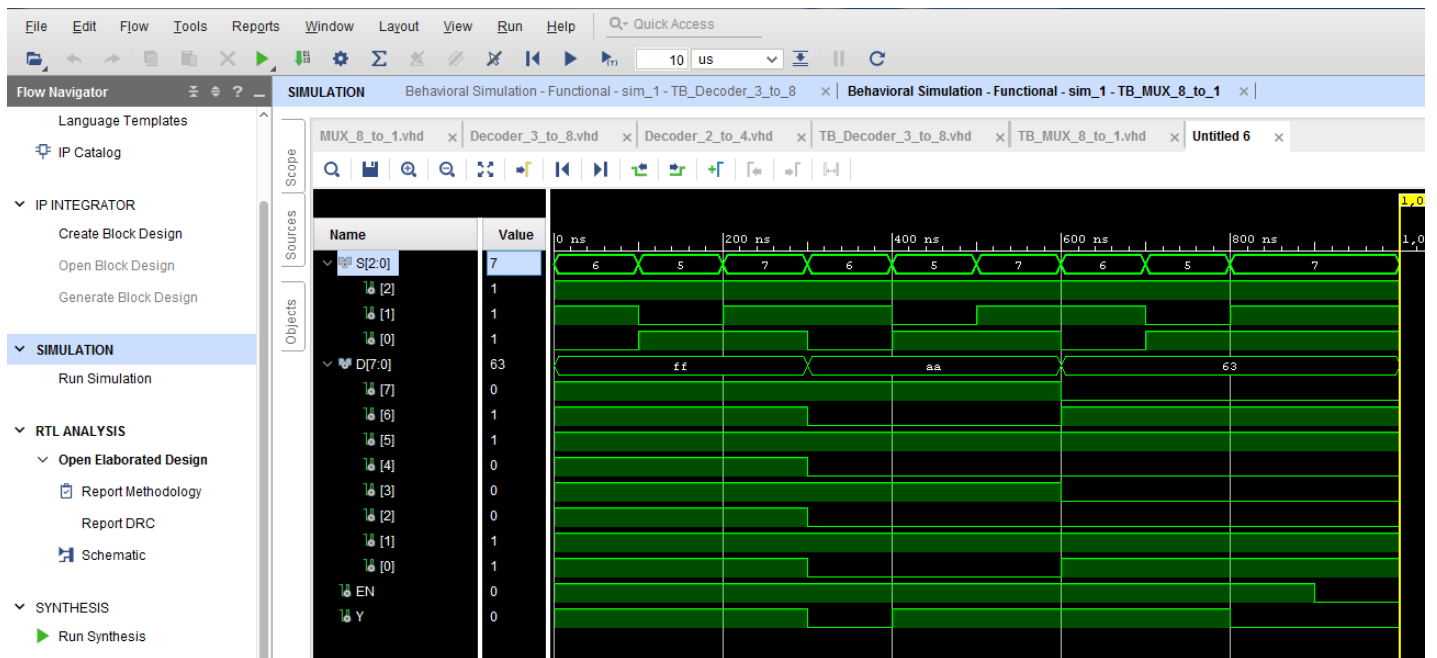 File Edit Flow Tools Reports Window Layout View Run Help Quick Access
10 us
Flow Navigator ? SIMULATION Behavioral Simulation - Functional - sim_1 - TB_Decoder_3_to_8 × Behavioral Simulation - Functional - sim_1 - TB_MUX_8_to_1 ×
Language Templates
IP Catalog
IP INTEGRATOR
Create Block Design
Open Block Design
Generate Block Design
SIMULATION
Run Simulation
RTL ANALYSIS
Open Elaborated Design
Report Methodology
Report DRC
Schematic
SYNTHESIS
Run Synthesis
Scope
Sources
Objects
MUX_8_to_1.vhd × Decoder_3_to_8.vhd × Decoder_2_to_4.vhd × TB_Decoder_3_to_8.vhd × TB_MUX_8_to_1.vhd × Untitled 6 ×
1,0
Name Value 0 ns 200 ns 400 ns 600 ns 800 ns 1,0
S[2:0] 7 6 5 7 6 5 7 6 5 7
[2] 1
[1] 1
[0] 1
D[7:0] 63 ff aa 63
[7] 0
[6] 1
[5] 1
[4] 0
[3] 0
[2] 0
[1] 1
[0] 1
EN 0
Y 0